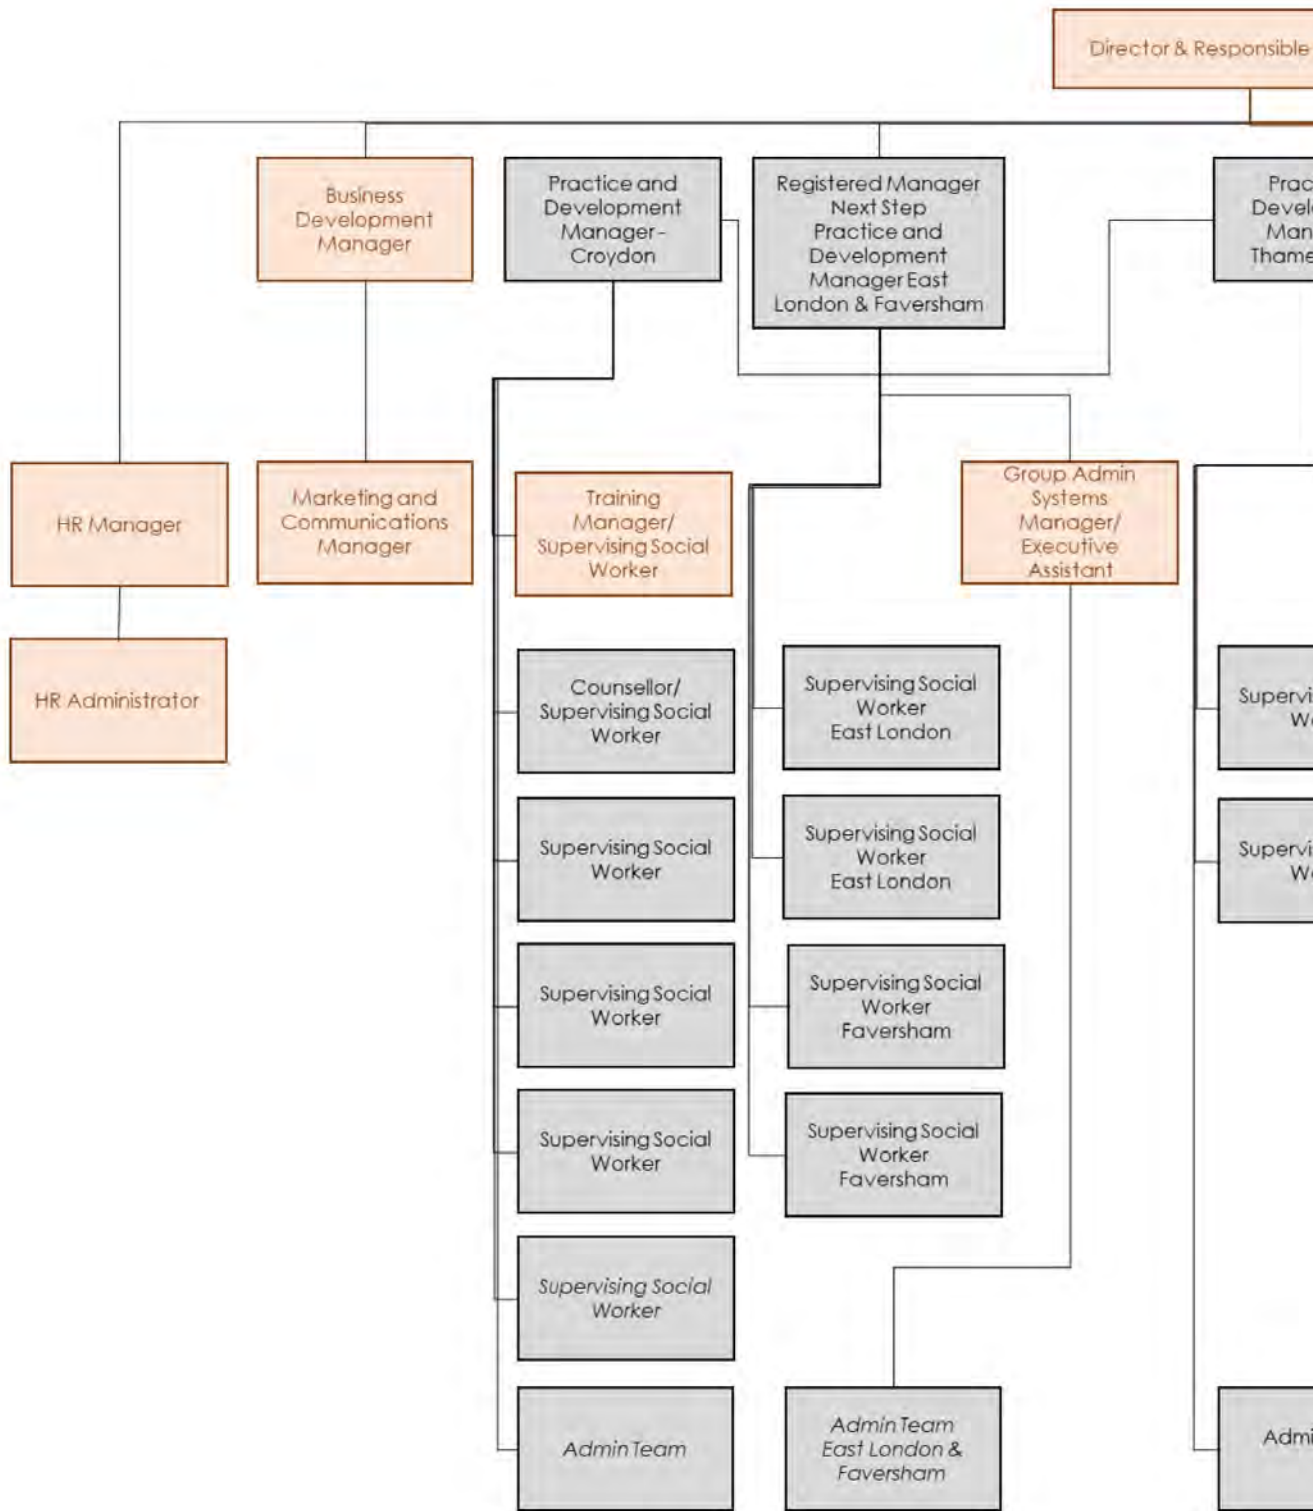 Director & Responsible
Business
Development
Manager
Practice and
Development
Manager-
Croydon
Registered Manager
Next Step
Practice and
Development
Manager East
London & Faversham
HR Manager
Marketing and
Communications
Manager
Training
Manager/
Supervising Social
Worker
Group Admin
Systems
Manager/
Executive
Assistant
HR Administrator
Counsellor/
Supervising Social
Worker
Supervising Social
Worker
East London
Supervising Social
Worker
Supervising Social
Worker
East London
Supervising Social
Worker
Supervising Social
Worker
Faversham
Supervising Social
Worker
Supervising Social
Worker
Faversham
Supervising Social
Worker
Admin Team
Admin Team
East London &
Faversham